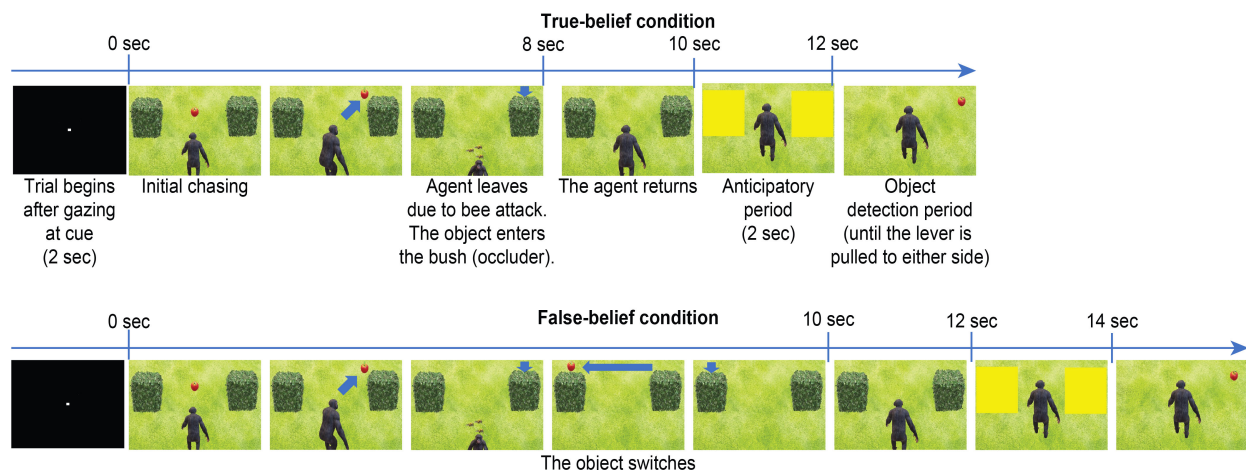 True-belief condition
0 sec
8 sec
10 sec
12 sec
Trial begins
after gazing
at cue
(2 sec)
Initial chasing
Agent leaves
due to bee attack.
The object enters
the bush (occluder).
The agent returns
Anticipatory
period
(2 sec)
Object
detection period
(until the lever is
pulled to either side)
False-belief condition
0 sec
10 sec
12 sec
14 sec
The object switches